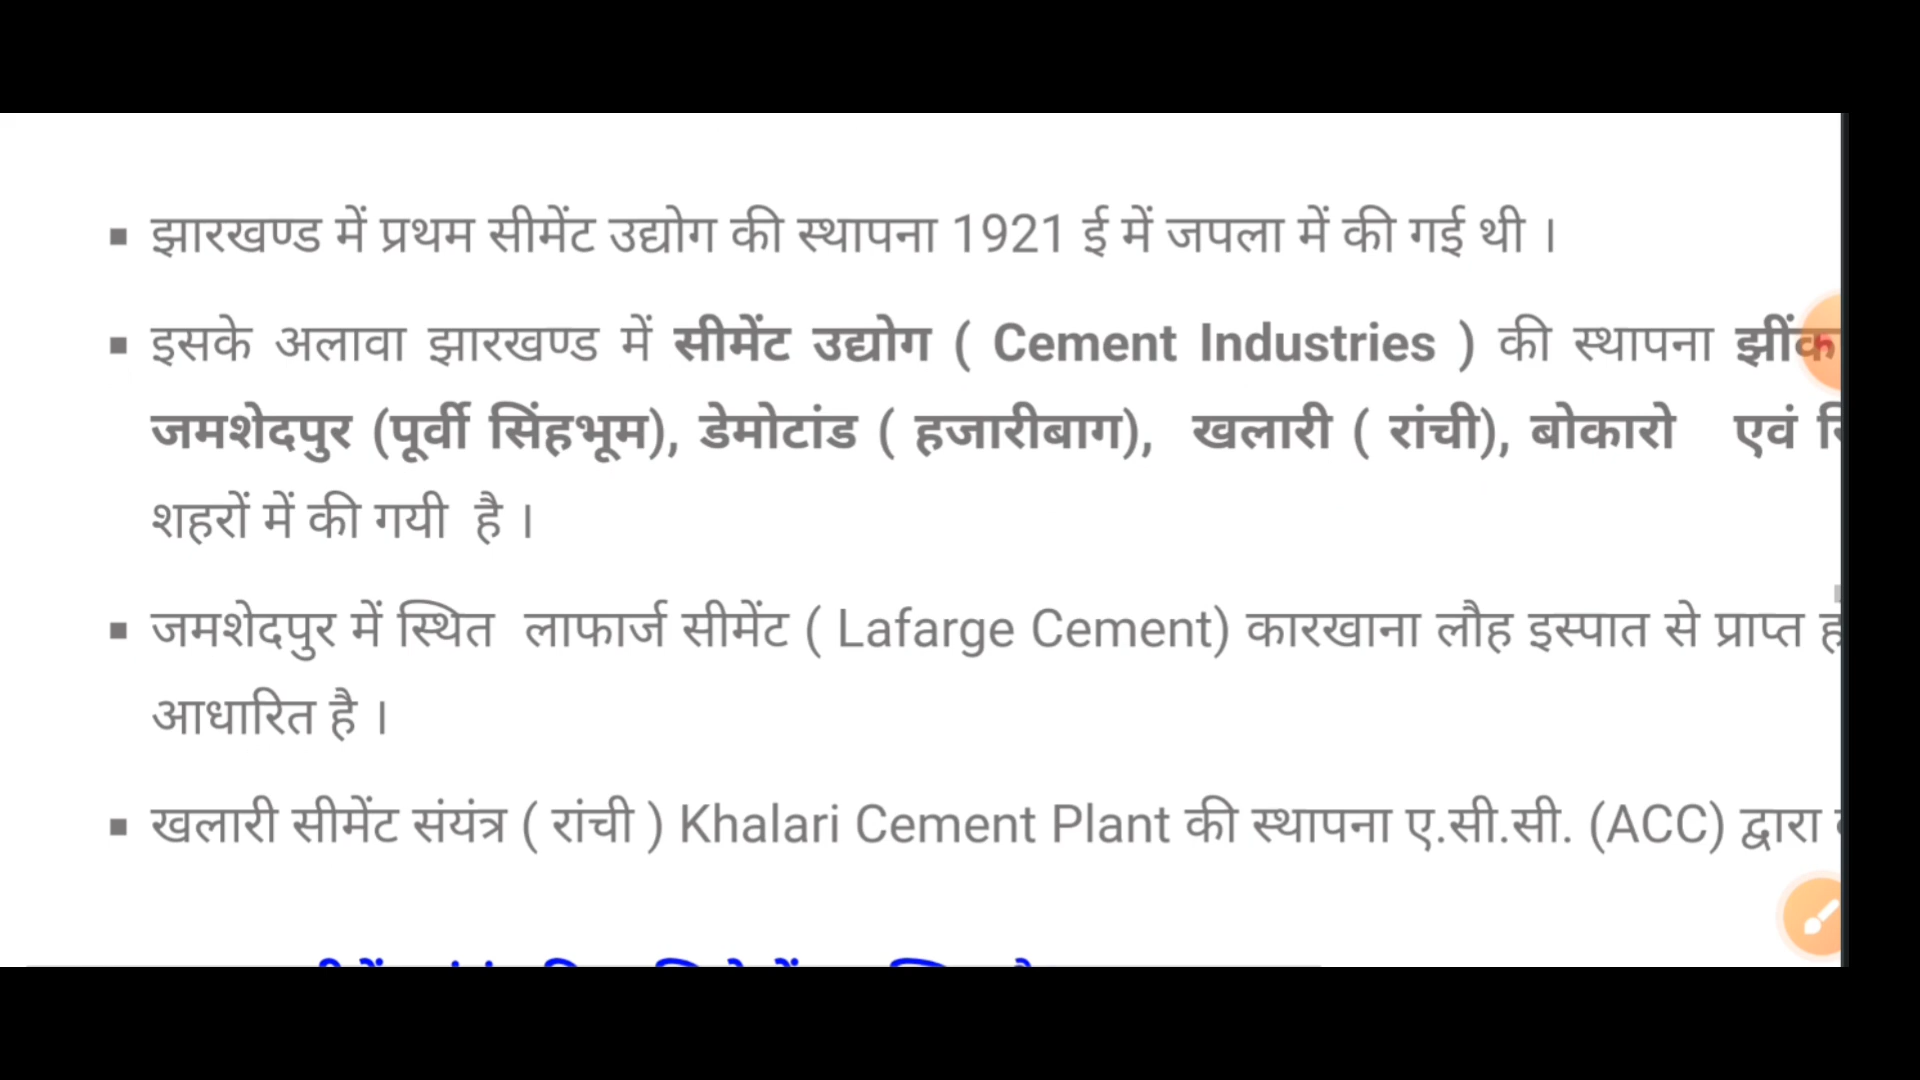 ▪ झारखण्ड में प्रथम सीमेंट उद्योग की स्थापना 1921 ई में जपला में की गई थी ।
▪ इसके अलावा झारखण्ड में सीमेंट उद्योग ( Cement Industries ) की स्थापना
जमशेदपुर (पूर्वी सिंहभूम), डेमोटांड ( हजारीबाग), खलारी ( रांची), बोकारो एवं
शहरों में की गयी है ।
▪ जमशेदपुर में स्थित लाफार्ज सीमेंट ( Lafarge Cement) कारखाना लौह इस्पात से प्राप्त
आधारित है ।
▪ खलारी सीमेंट संयंत्र ( रांची ) Khalari Cement Plant की स्थापना ए.सी.सी. (ACC) द्वारा